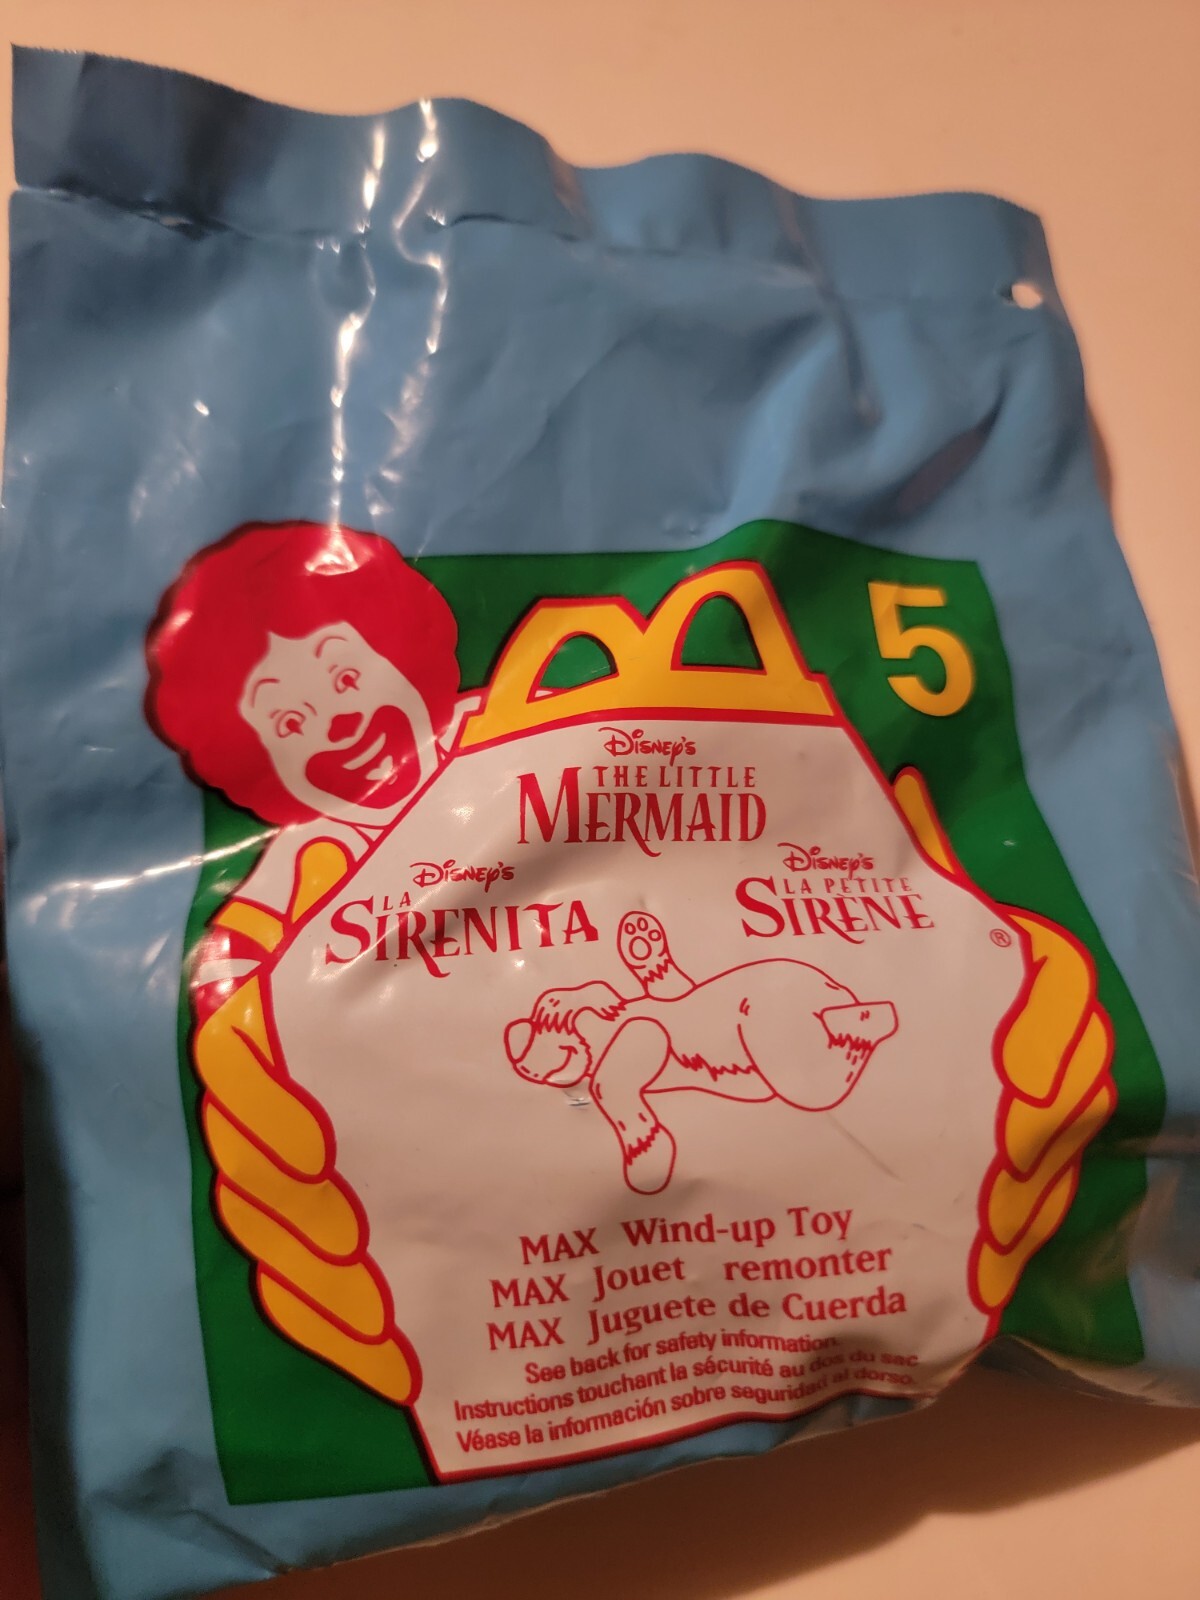 5
Disney's
THE LITTLE
MERMAID
Disney's
LA
SIRENITA
Disney's
LA PETITE
SIRÈNE
®
MAX Wind-up Toy
MAX Jouet remonter
MAX Juguete de Cuerda
See back for safety information.
Instructions touchant la sécurité au dos du sac
Véase la información sobre seguridad al dorso.